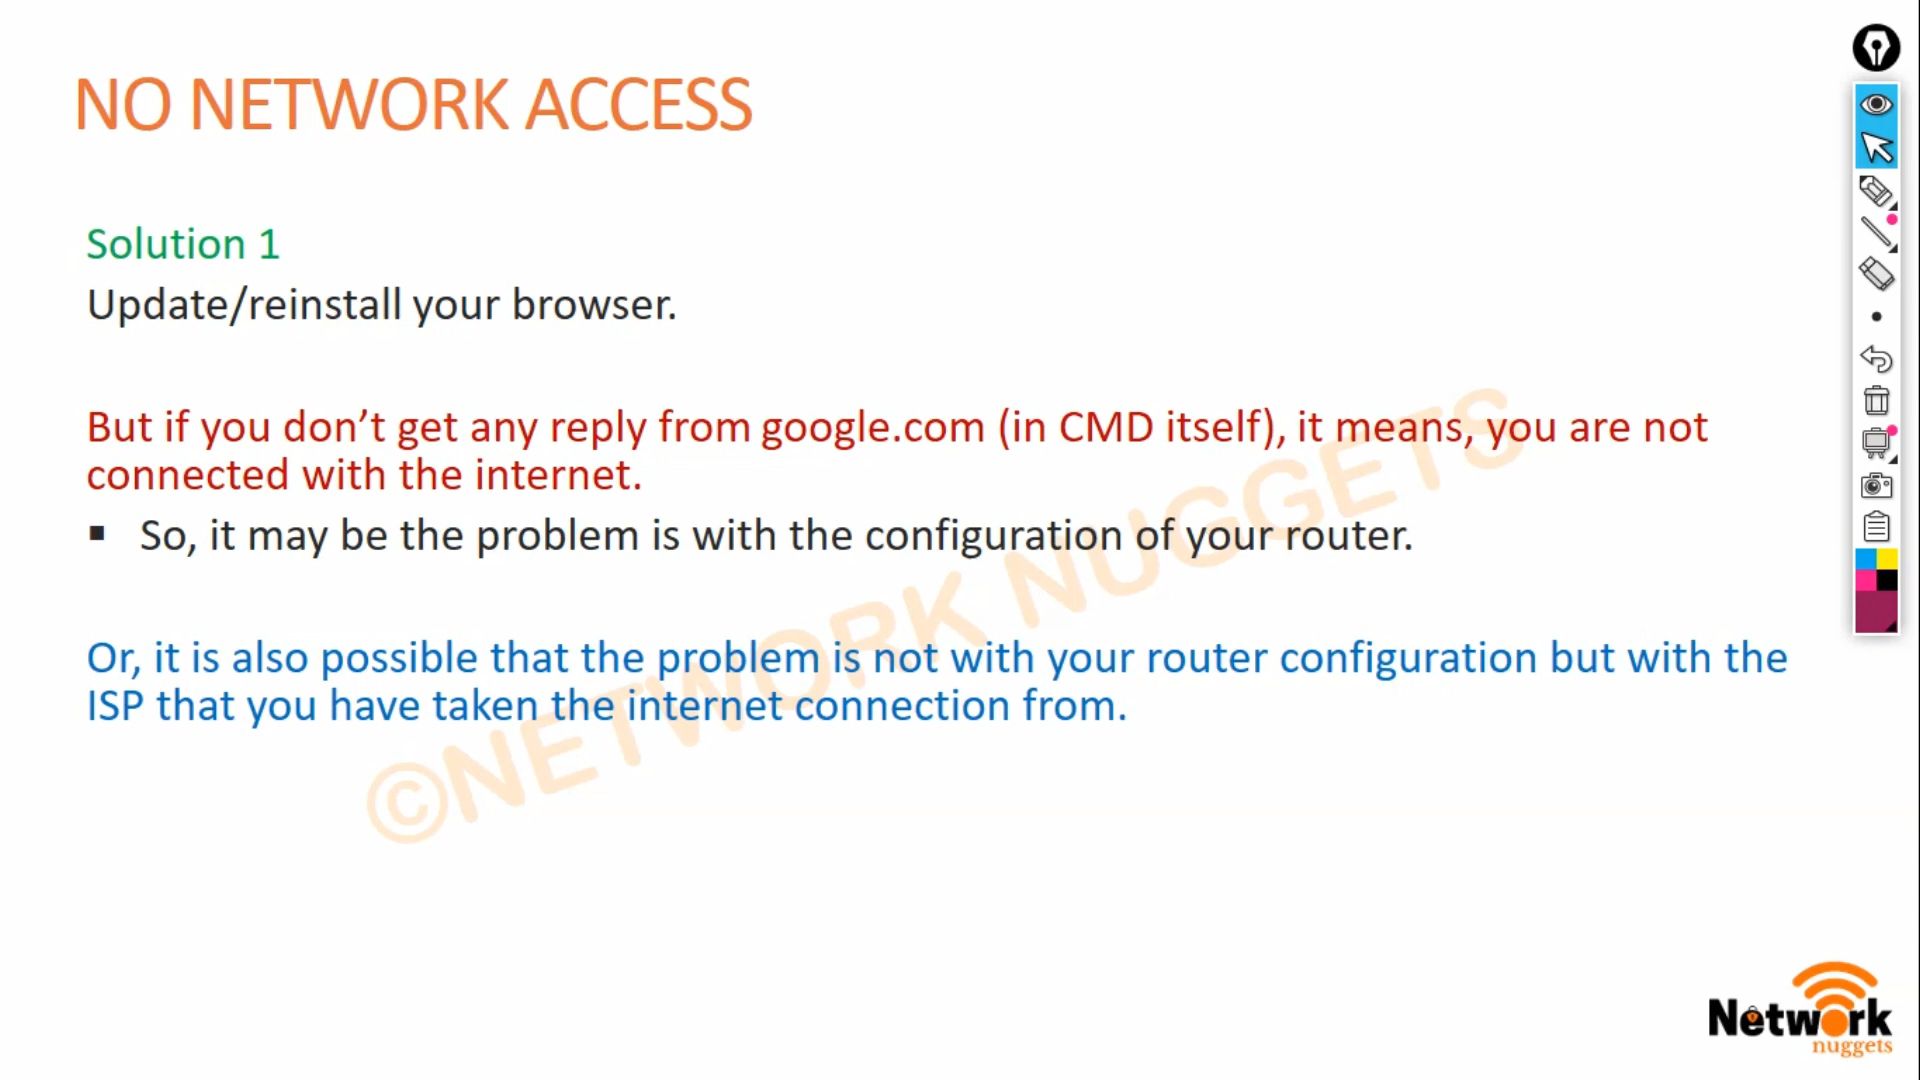 NO NETWORK ACCESS
Solution 1
Update/reinstall your browser.
But if you don’t get any reply from google.com (in CMD itself), it means, you are not
connected with the internet.
▪ So, it may be the problem is with the configuration of your router.
Or, it is also possible that the problem is not with your router configuration but with the
ISP that you have taken the internet connection from.
©NETWORK NUGGETS
Network
nuggets